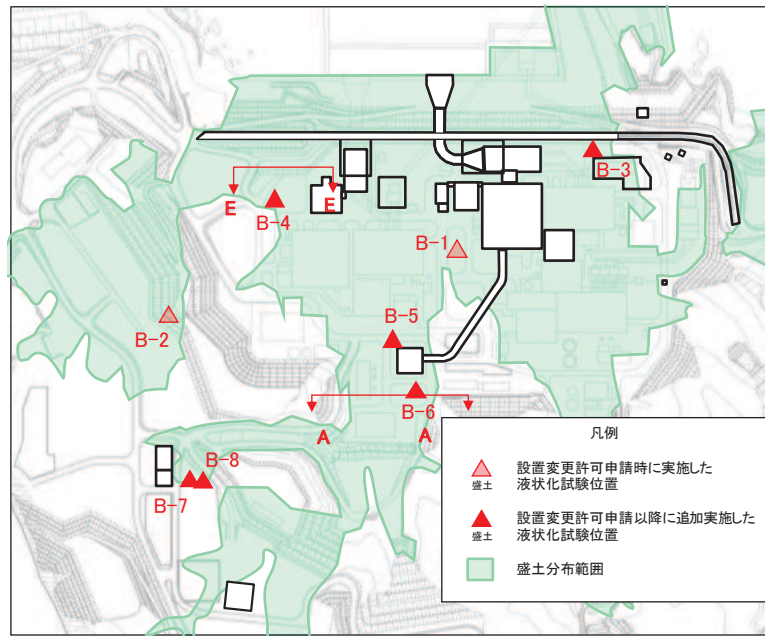 B-3
E
E
B-4
B-1
B-5
B-2
B-6
A
A
B-8
B-7
凡例
盛土
設置変更許可申請時に実施した
液状化試験位置
盛土
設置変更許可申請以降に追加実施した
液状化試験位置
盛土分布範囲